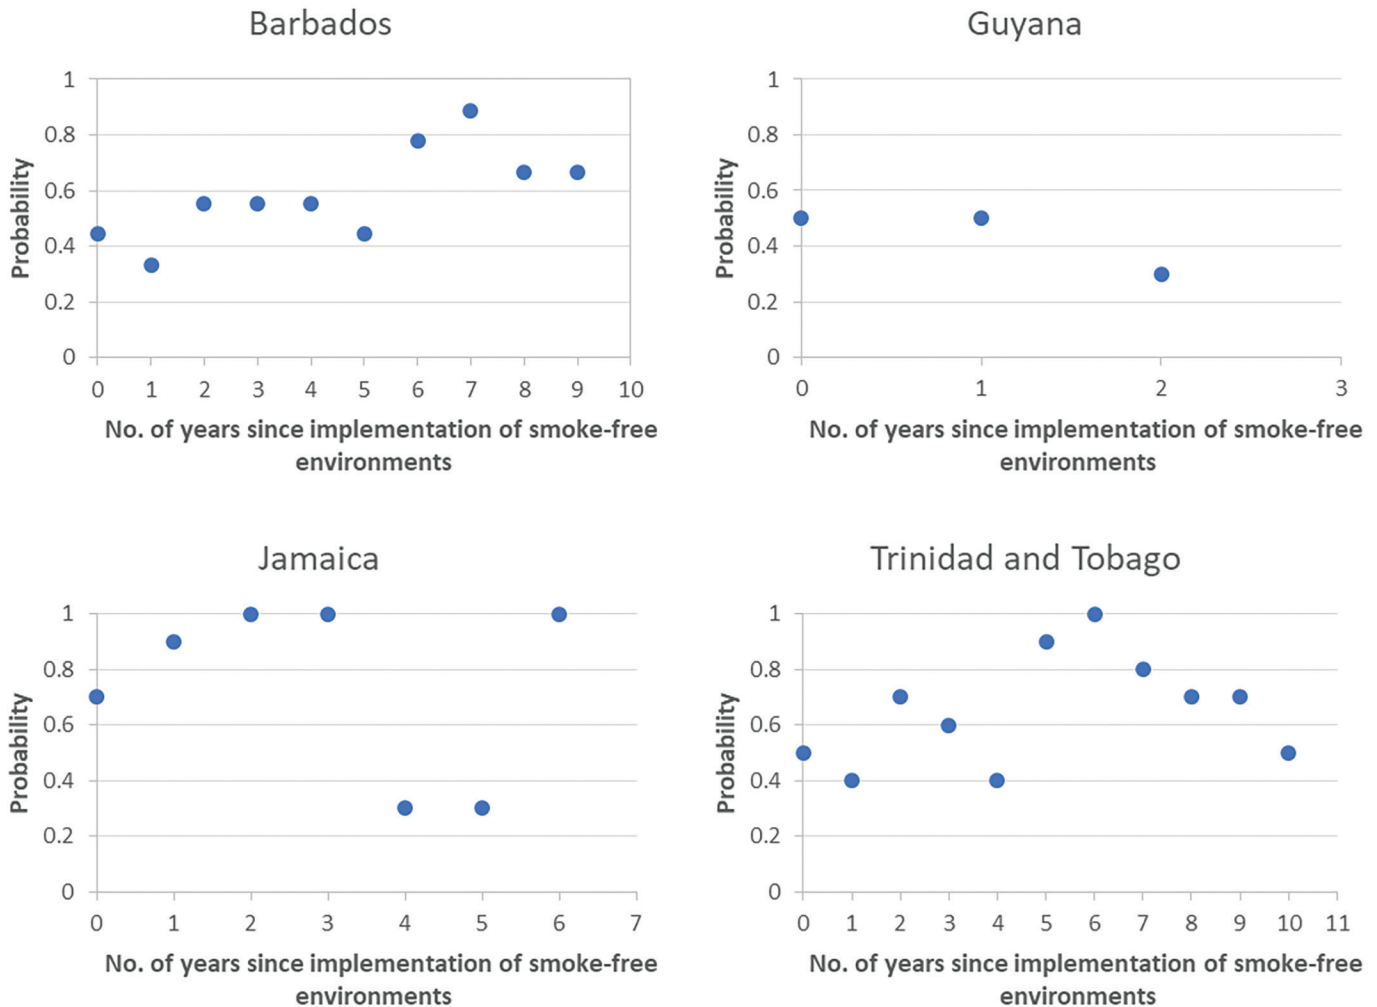 Barbados
Probability
1
0.8
0.6
0.4
0.2
0
0 1 2 3 4 5 6 7 8 9 10
No. of years since implementation of smoke-free
environments
Guyana
Probability
1
0.8
0.6
0.4
0.2
0
0 1 2 3
No. of years since implementation of smoke-free
environments
Jamaica
Probability
1
0.8
0.6
0.4
0.2
0
0 1 2 3 4 5 6 7
No. of years since implementation of smoke-free
environments
Trinidad and Tobago
Probability
1
0.8
0.6
0.4
0.2
0
0 1 2 3 4 5 6 7 8 9 10 11
No. of years since implementation of smoke-free
environments